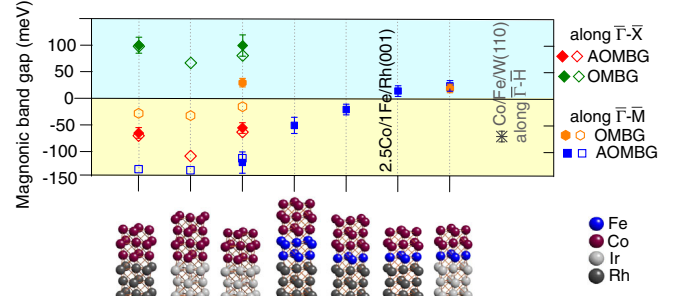 Magnonic band gap (meV)
100
50
0
-50
-100
-150
2.5Co/1Fe/Rh(001)
Co/Fe/W(110)
along Γ̅-H̅
along Γ̅-X̅
AOMBG
OMBG
along Γ̅-M̅
OMBG
AOMBG
Fe
Co
Ir
Rh